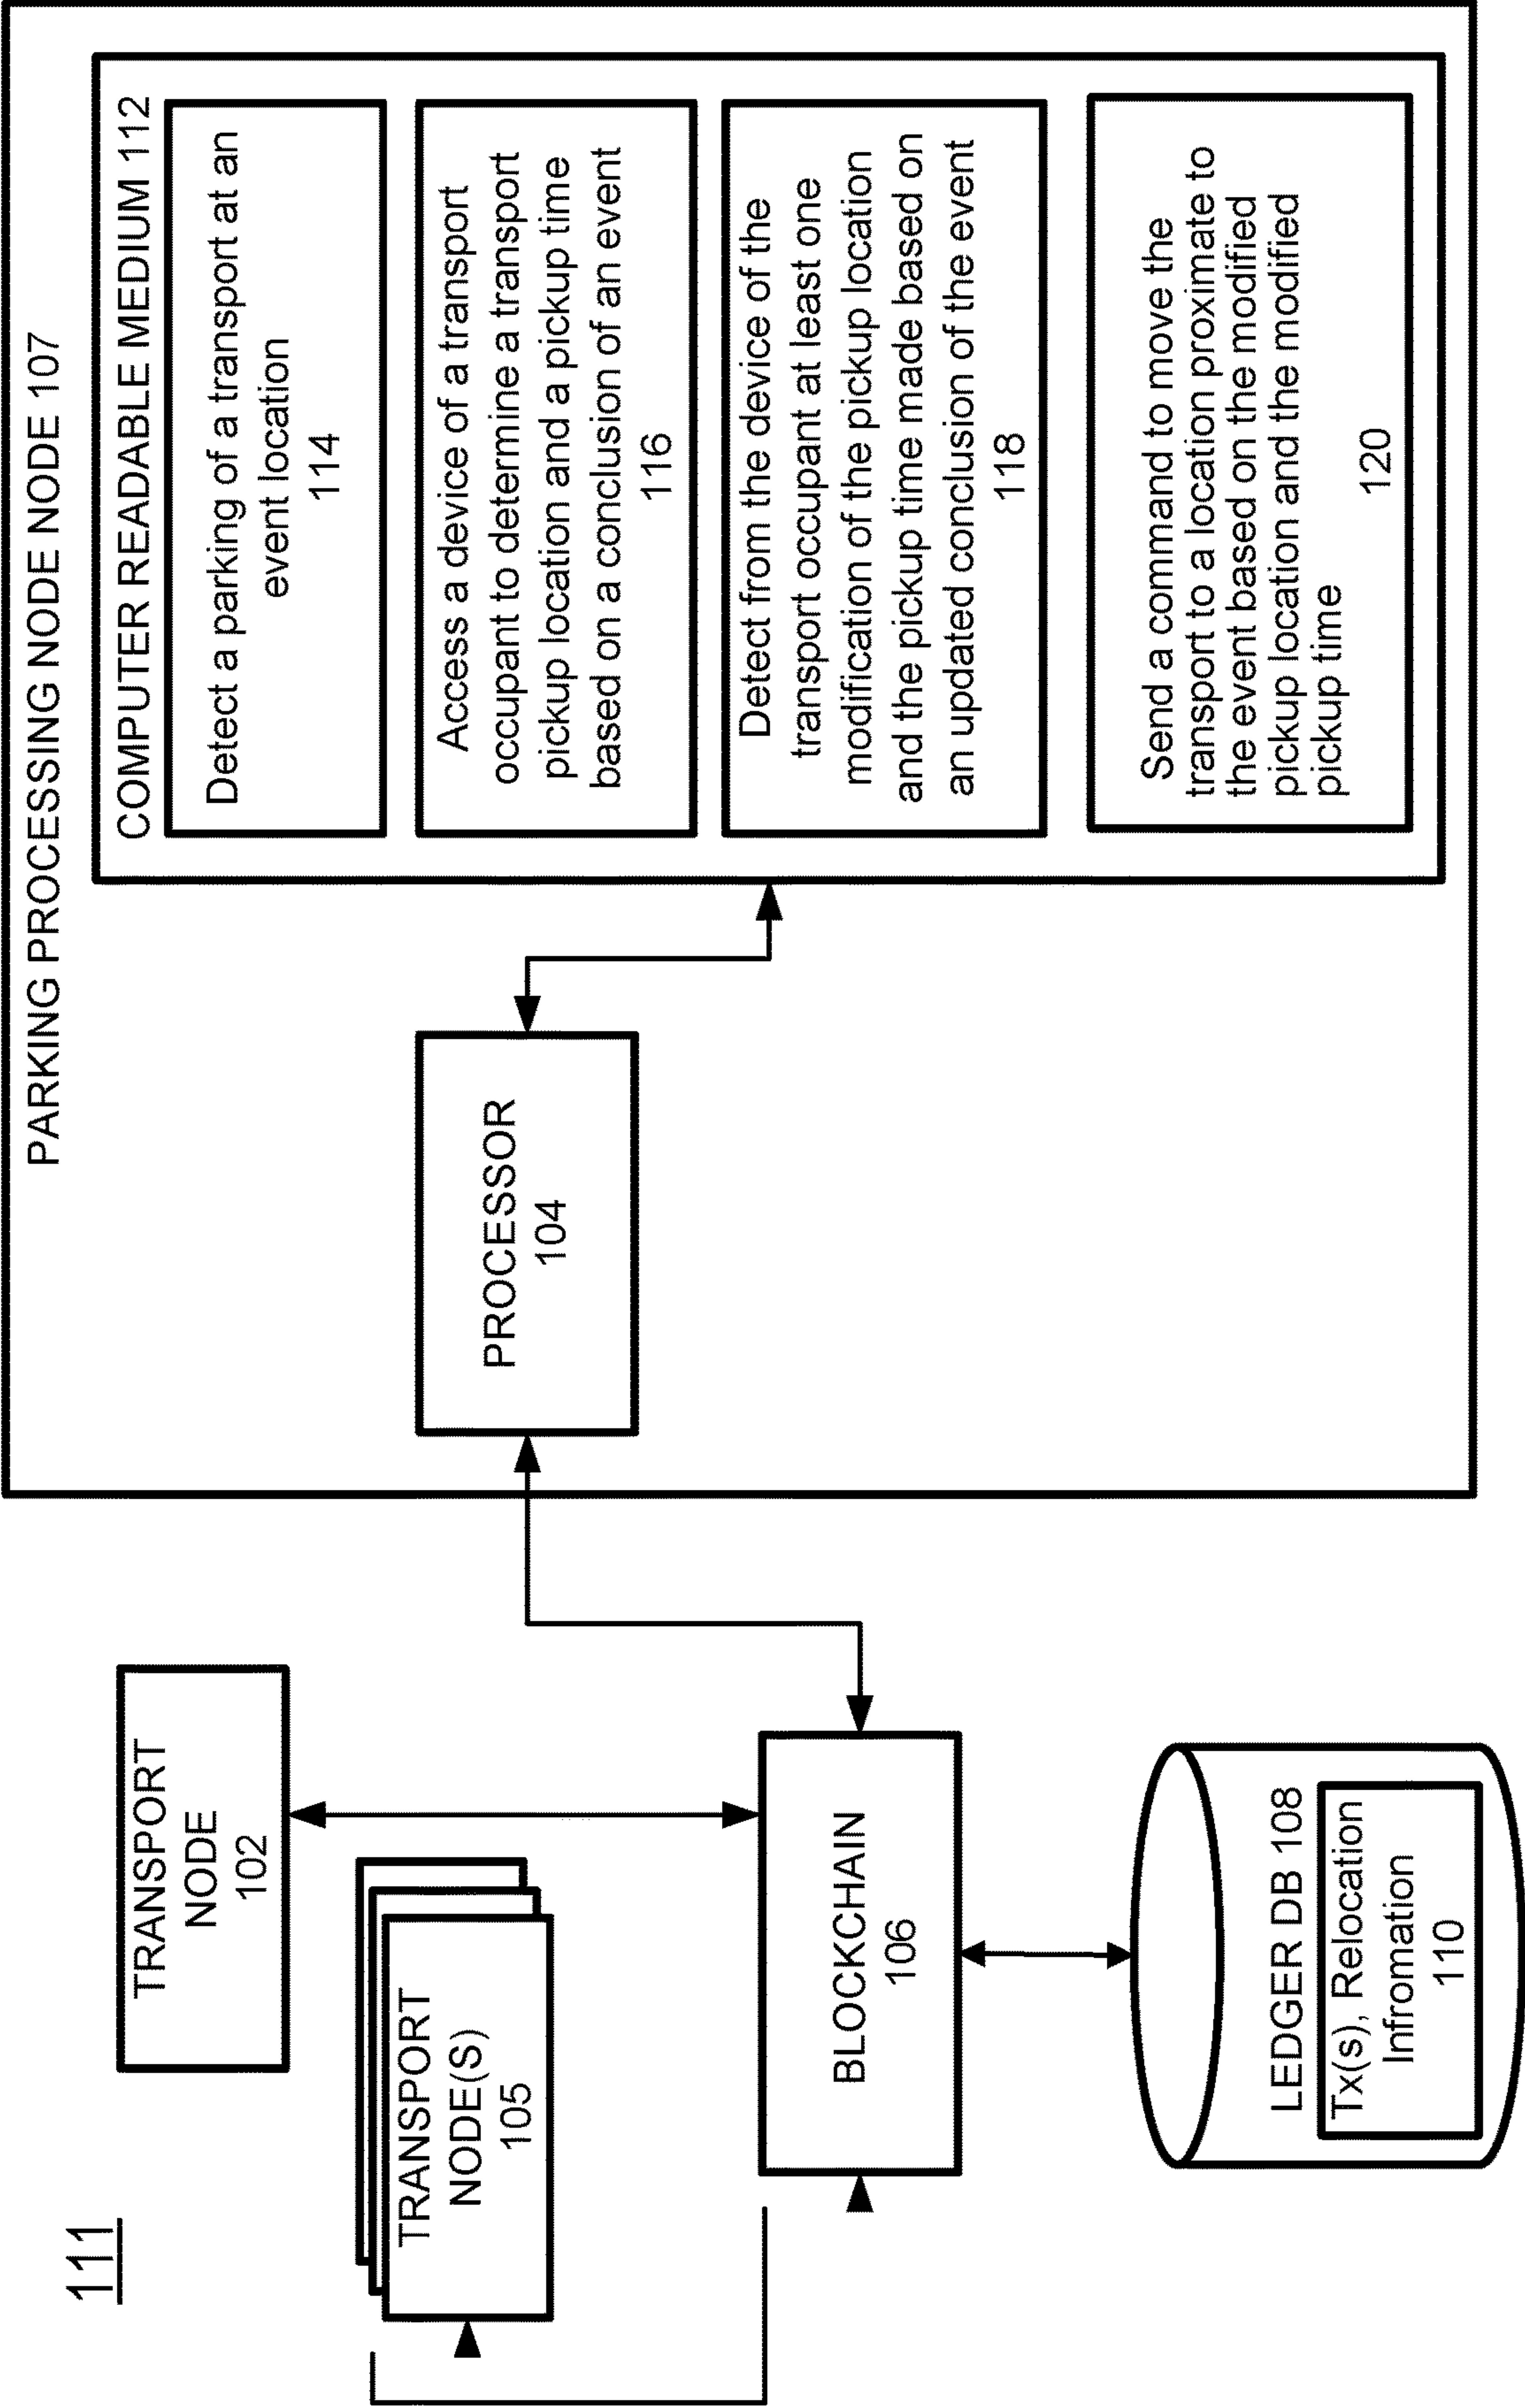 111
TRANSPORT
NODE
102
TRANSPORT
NODE(S)
105
BLOCKCHAIN
106
LEDGER DB 108
Tx(s), Relocation
Infromation
110
PARKING PROCESSING NODE NODE 107
PROCESSOR
104
COMPUTER READABLE MEDIUM 112
Detect a parking of a transport at an
event location
114
Access a device of a transport
occupant to determine a transport
pickup location and a pickup time
based on a conclusion of an event
116
Detect from the device of the
transport occupant at least one
modification of the pickup location
and the pickup time made based on
an updated conclusion of the event
118
Send a command to move the
transport to a location proximate to
the event based on the modified
pickup location and the modified
pickup time
120